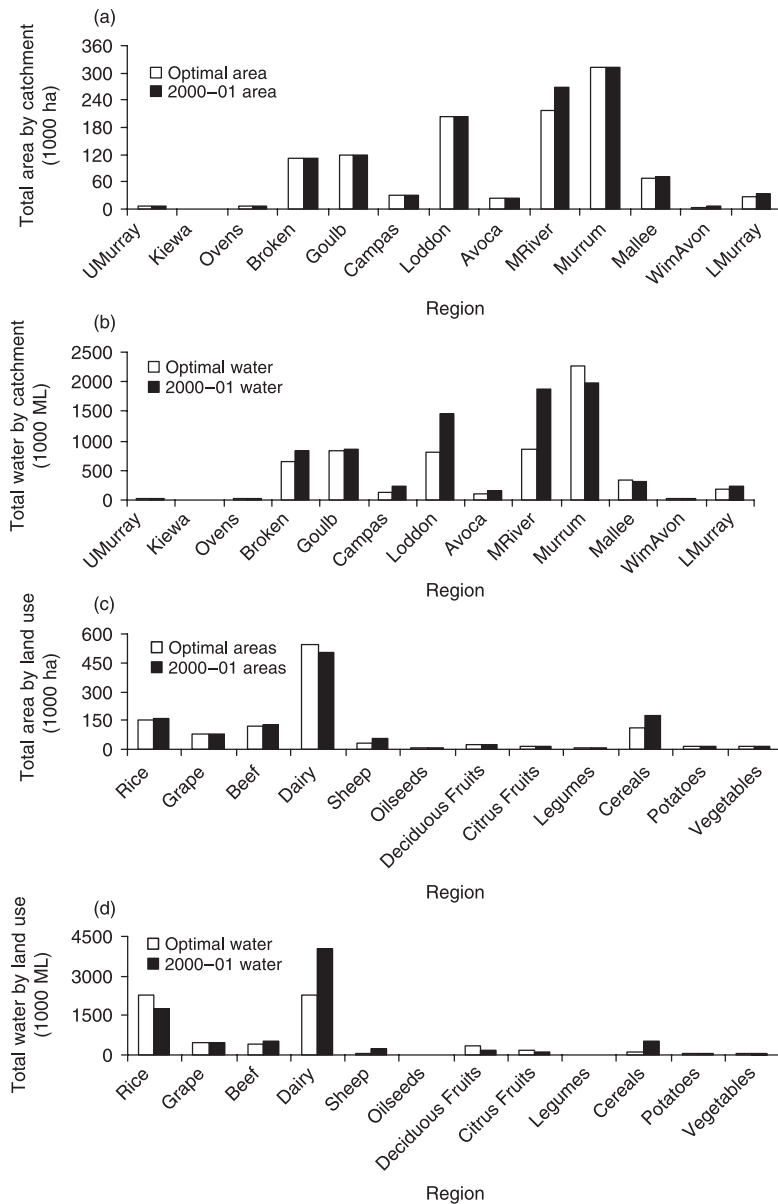 (a)
Total area by catchment
(1000 ha)
360
300
240
180
120
60
0
Optimal area
2000–01 area
UMurray
Kiewa
Ovens
Broken
Goulb
Campas
Loddon
Avoca
MRiver
Murrum
Mallee
WimAvon
LMurray
Region
(b)
Total water by catchment
(1000 ML)
2500
2000
1500
1000
500
0
Optimal water
2000–01 water
UMurray
Kiewa
Ovens
Broken
Goulb
Campas
Loddon
Avoca
MRiver
Murrum
Mallee
WimAvon
LMurray
Region
(c)
Total area by land use
(1000 ha)
600
450
300
150
0
Optimal areas
2000–01 areas
Rice
Grape
Beef
Dairy
Sheep
Oilseeds
Deciduous Fruits
Citrus Fruits
Legumes
Cereals
Potatoes
Vegetables
Region
(d)
Total water by land use
(1000 ML)
4500
3000
1500
0
Optimal water
2000–01 water
Rice
Grape
Beef
Dairy
Sheep
Oilseeds
Deciduous Fruits
Citrus Fruits
Legumes
Cereals
Potatoes
Vegetables
Region